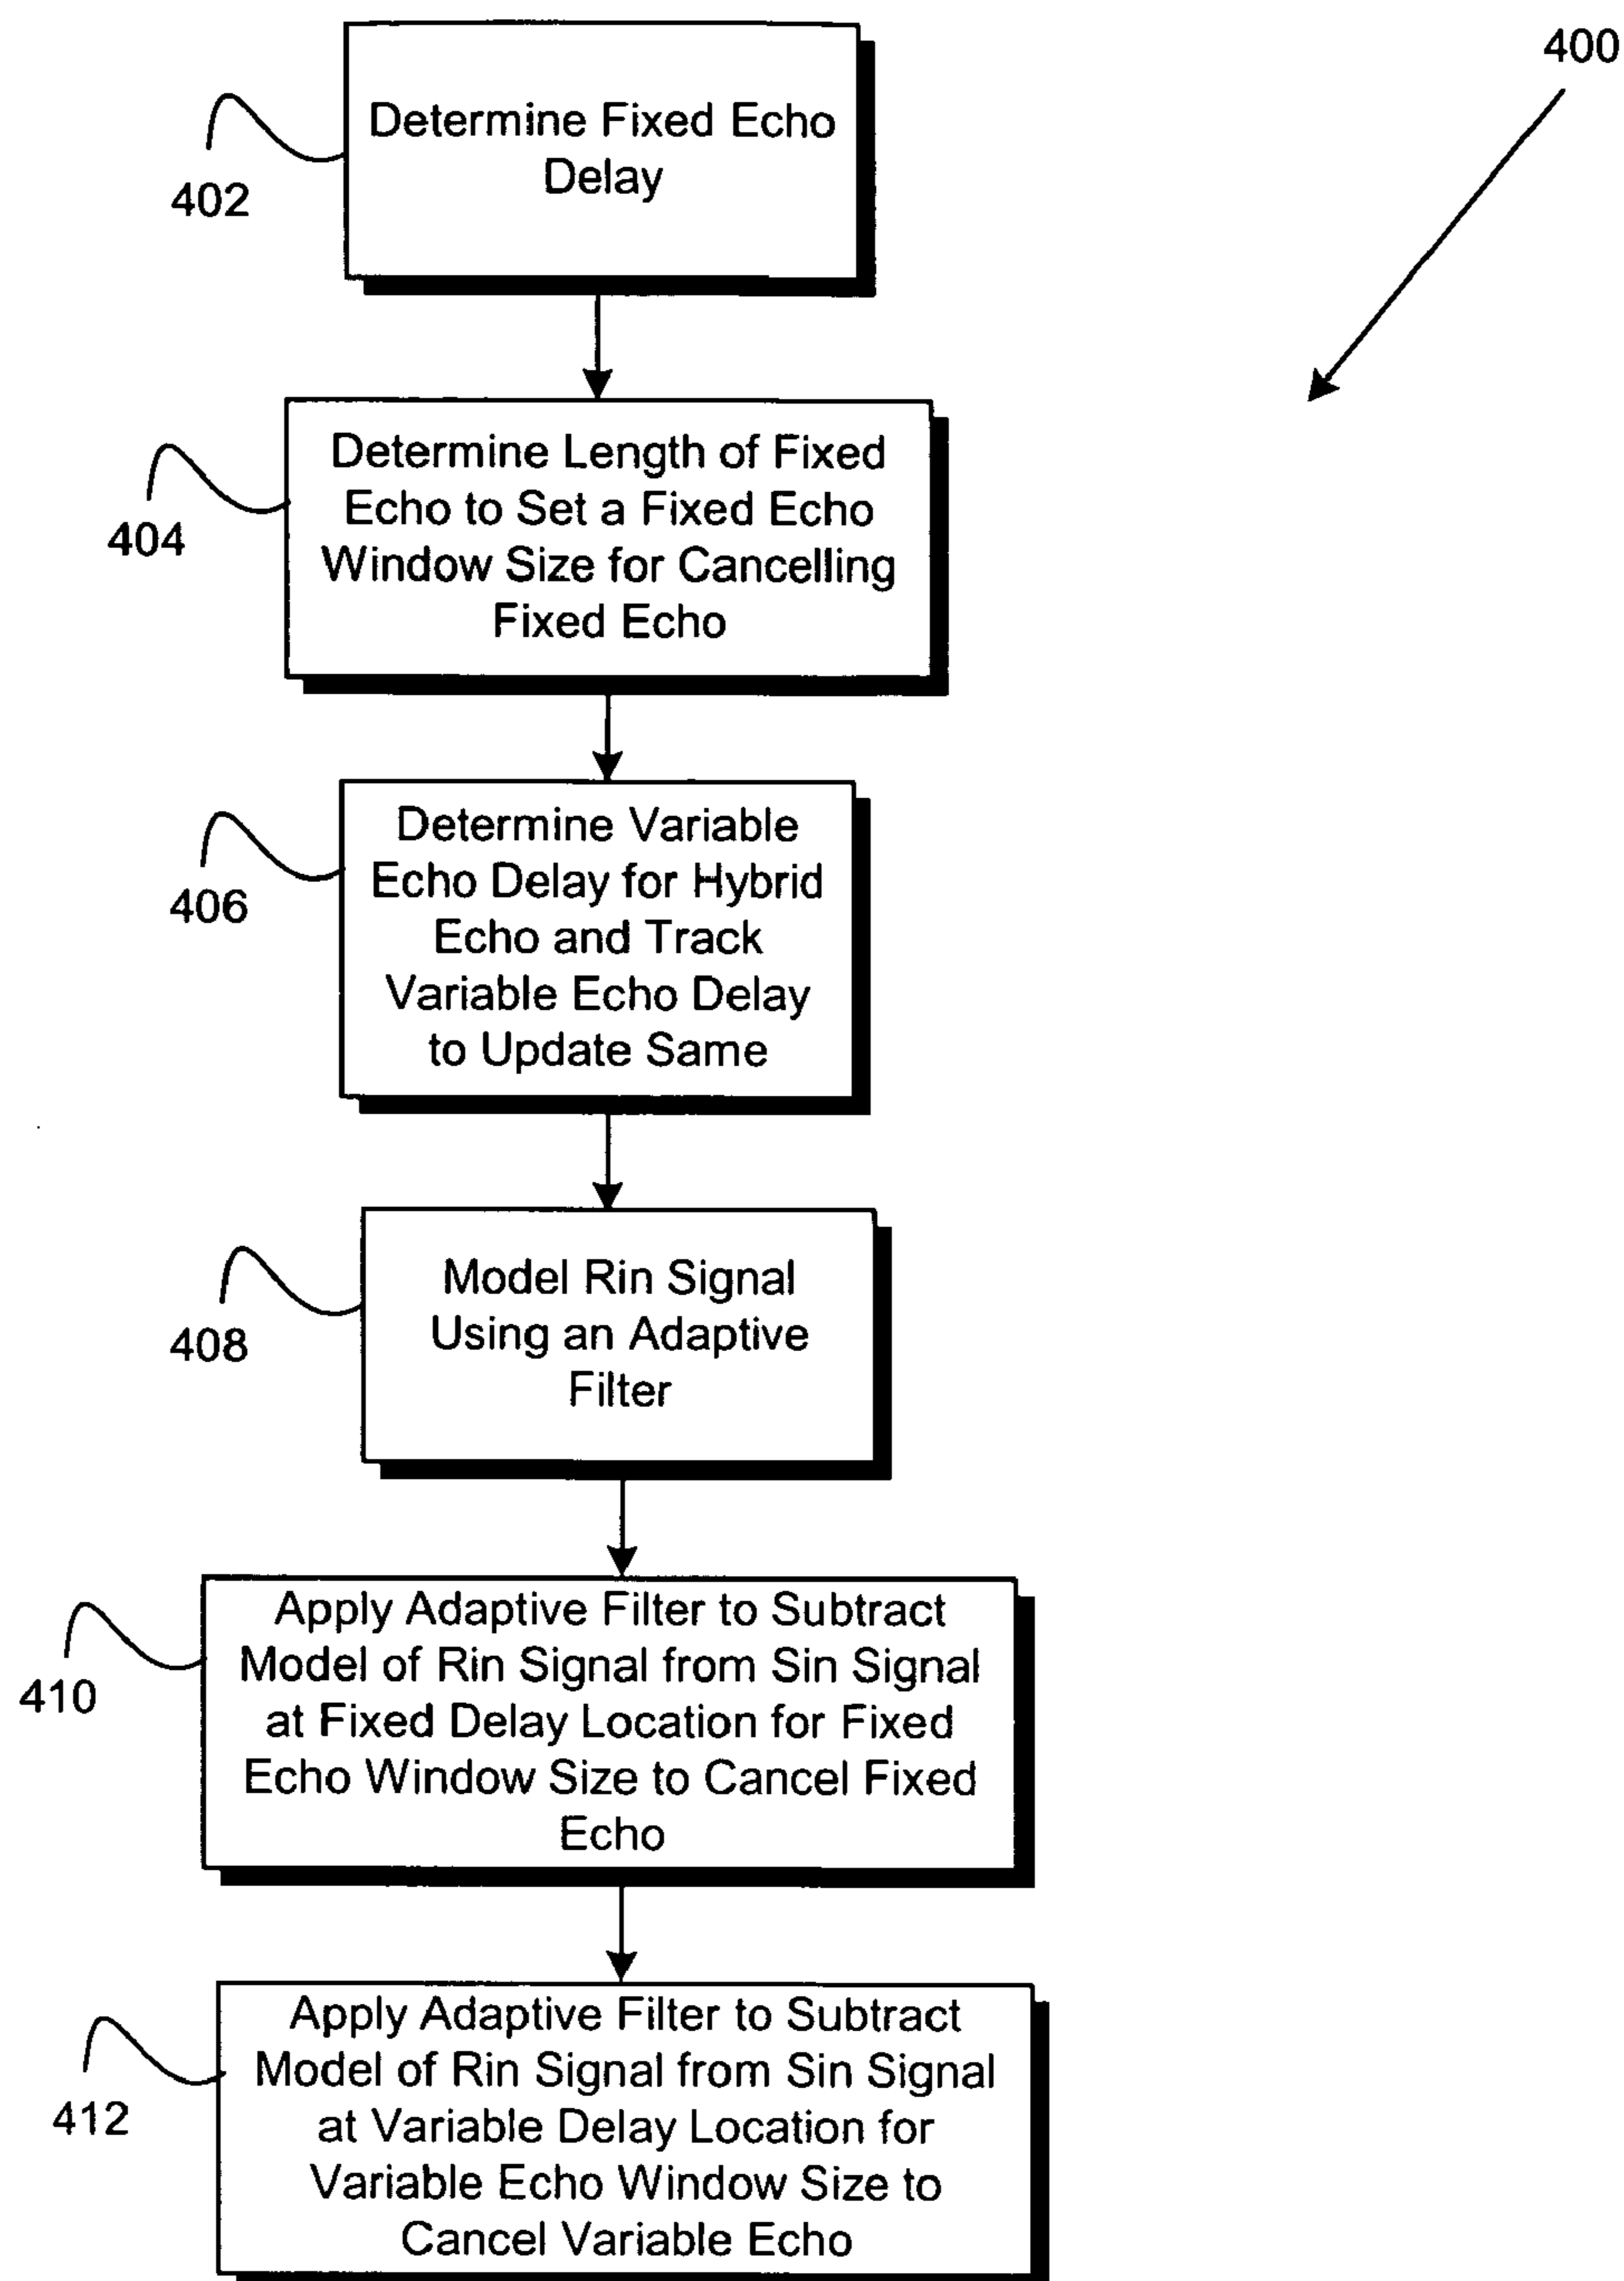 400
Determine Fixed Echo
Delay
402
Determine Length of Fixed
Echo to Set a Fixed Echo
Window Size for Cancelling
Fixed Echo
404
Determine Variable
Echo Delay for Hybrid
Echo and Track
Variable Echo Delay
to Update Same
406
Model Rin Signal
Using an Adaptive
Filter
408
Apply Adaptive Filter to Subtract
Model of Rin Signal from Sin Signal
at Fixed Delay Location for Fixed
Echo Window Size to Cancel Fixed
Echo
410
Apply Adaptive Filter to Subtract
Model of Rin Signal from Sin Signal
at Variable Delay Location for
Variable Echo Window Size to
Cancel Variable Echo
412